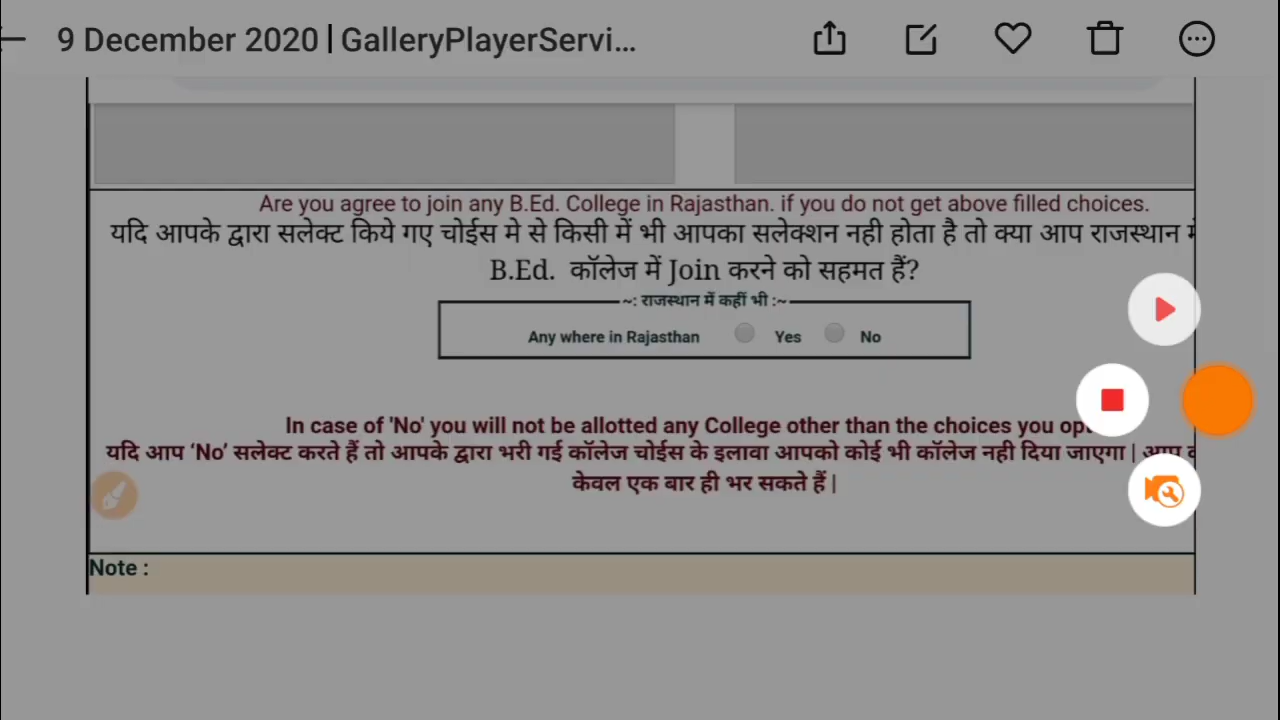 9 December 2020 | GalleryPlayerServi...
Are you agree to join any B.Ed. College in Rajasthan. if you do not get above filled choices.
यदि आपके द्वारा सलेक्ट किये गए चोईस मे से किसी में भी आपका सलेक्शन नही होता है तो क्या आप राजस्थान
B.Ed. कॉलेज में Join करने को सहमत हैं?
~: राजस्थान में कहीं भी :~
Any where in Rajasthan Yes No
In case of 'No' you will not be allotted any College other than the choices you
यदि आप ‘No’ सलेक्ट करते हैं तो आपके द्वारा भरी गई कॉलेज चोईस के इलावा आपको कोई भी कॉलेज नही दिया जाएगा |
केवल एक बार ही भर सकते हैं |
Note :